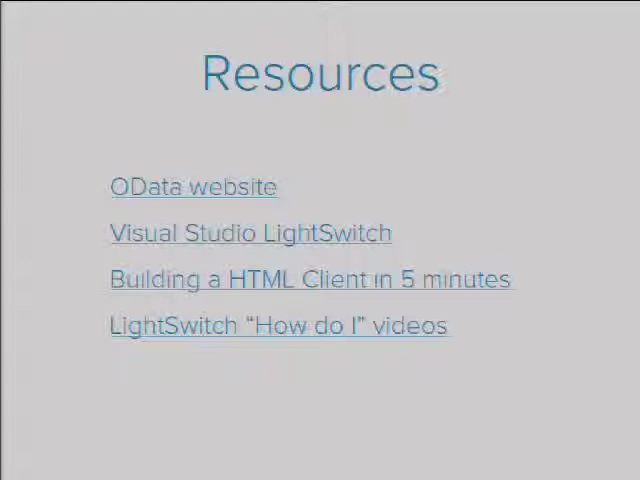 Resources
OData website
Visual Studio LightSwitch
Building a HTML Client in 5 minutes
LightSwitch “How do I” videos